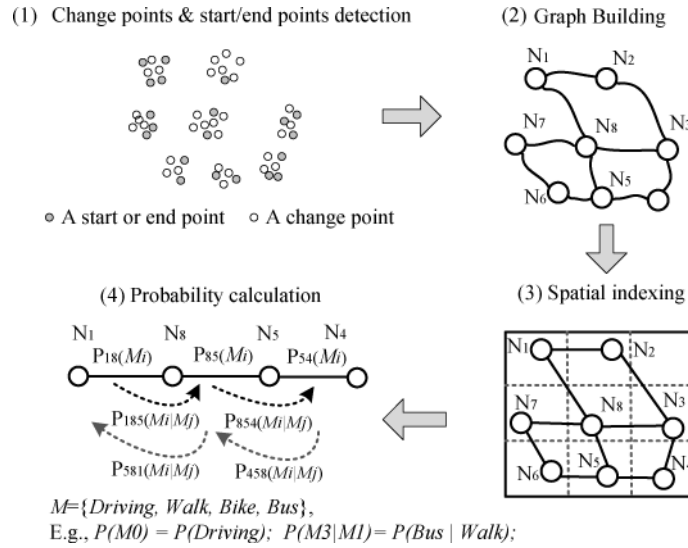 (1) Change points & start/end points detection
A start or end point
A change point
(2) Graph Building
N1
N2
N3
N7
N8
N6
N5
(3) Spatial indexing
N1
N2
N3
N7
N8
N6
N5
(4) Probability calculation
N1 N8 N5 N4
P18(Mi) P85(Mi) P54(Mi)
P185(Mi|Mj) P854(Mi|Mj)
P581(Mi|Mj) P458(Mi|Mj)
M={Driving, Walk, Bike, Bus},
E.g., P(M0) = P(Driving); P(M3|M1)= P(Bus | Walk);